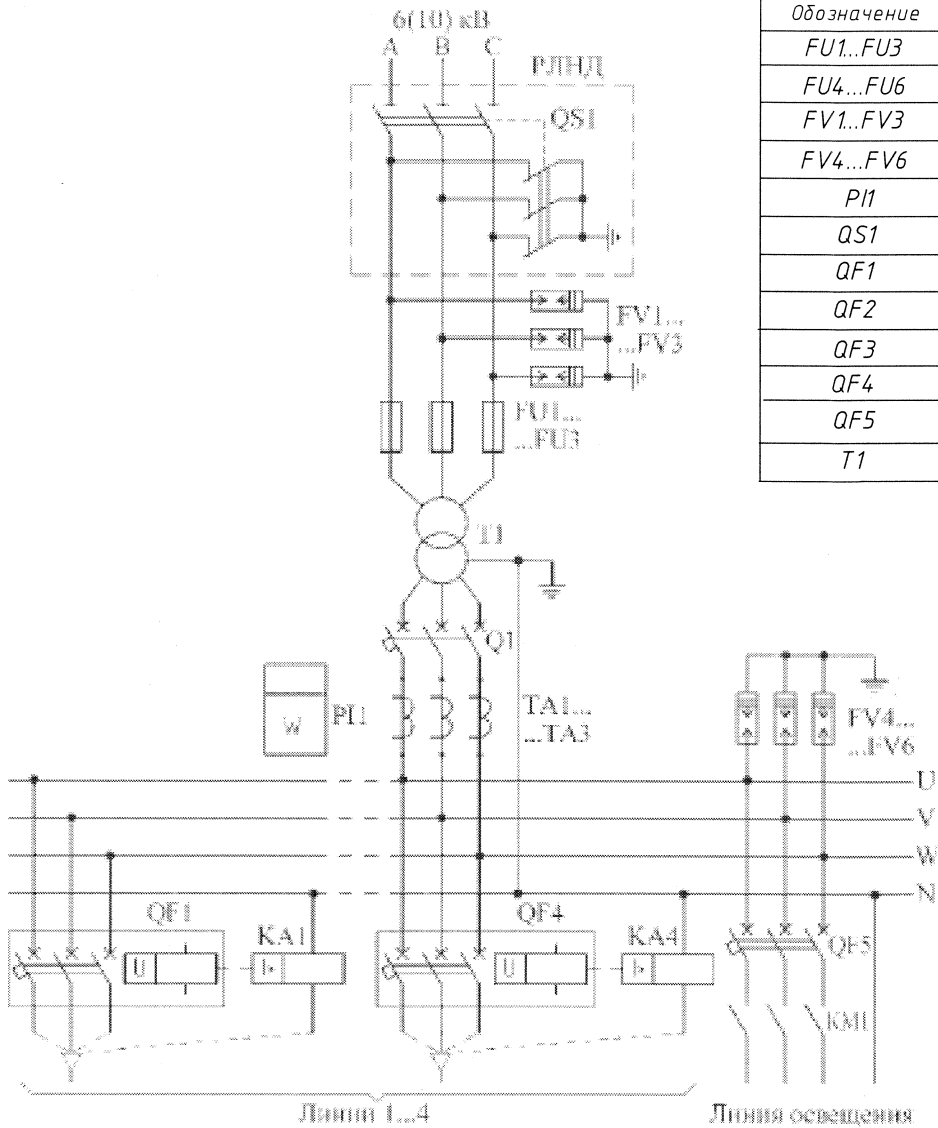 6(10) кВ
A B C
РЛНД
QS1
FV1...
...FV3
FU1...
...FU3
T1
Q1
PI1
W
TA1...
...TA3
FV4...
...FV6
U
V
W
N
QF1
KA1
QF4
KA4
QF5
U
I>
U
I>
KM1
Линии 1...4
Линия освещения
Обозначение
FU1...FU3
FU4...FU6
FV1...FV3
FV4...FV6
PI1
QS1
QF1
QF2
QF3
QF4
QF5
T1